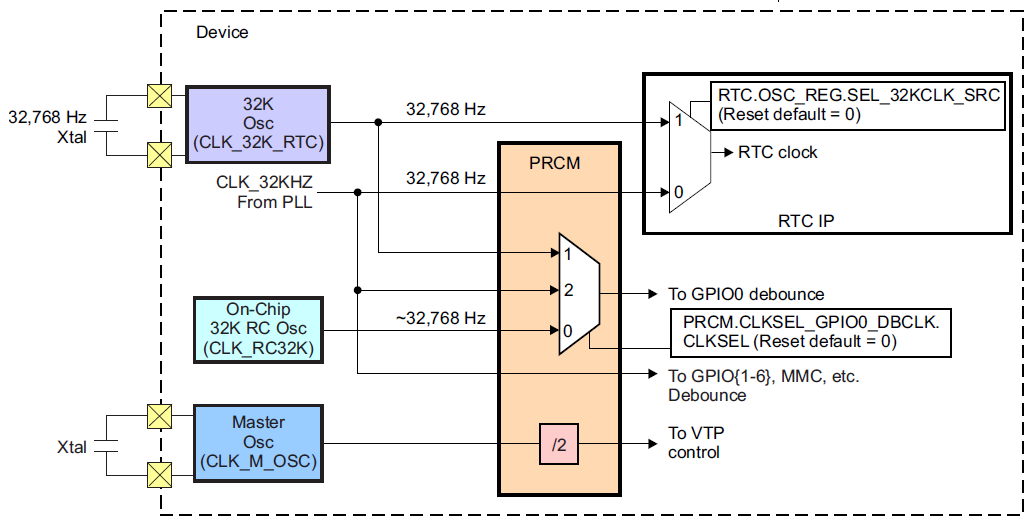 Device
32,768 Hz
Xtal
32K
Osc
(CLK_32K_RTC)
32,768 Hz
RTC.OSC_REG.SEL_32KCLK_SRC
(Reset default = 0)
1
RTC clock
0
RTC IP
CLK_32KHZ
From PLL
32,768 Hz
PRCM
1
2
0
To GPIO0 debounce
On-Chip
32K RC Osc
(CLK_RC32K)
~32,768 Hz
PRCM.CLKSEL_GPIO0_DBCLK.
CLKSEL (Reset default = 0)
To GPIO{1-6}, MMC, etc.
Debounce
Xtal
Master
Osc
(CLK_M_OSC)
/2
To VTP
control